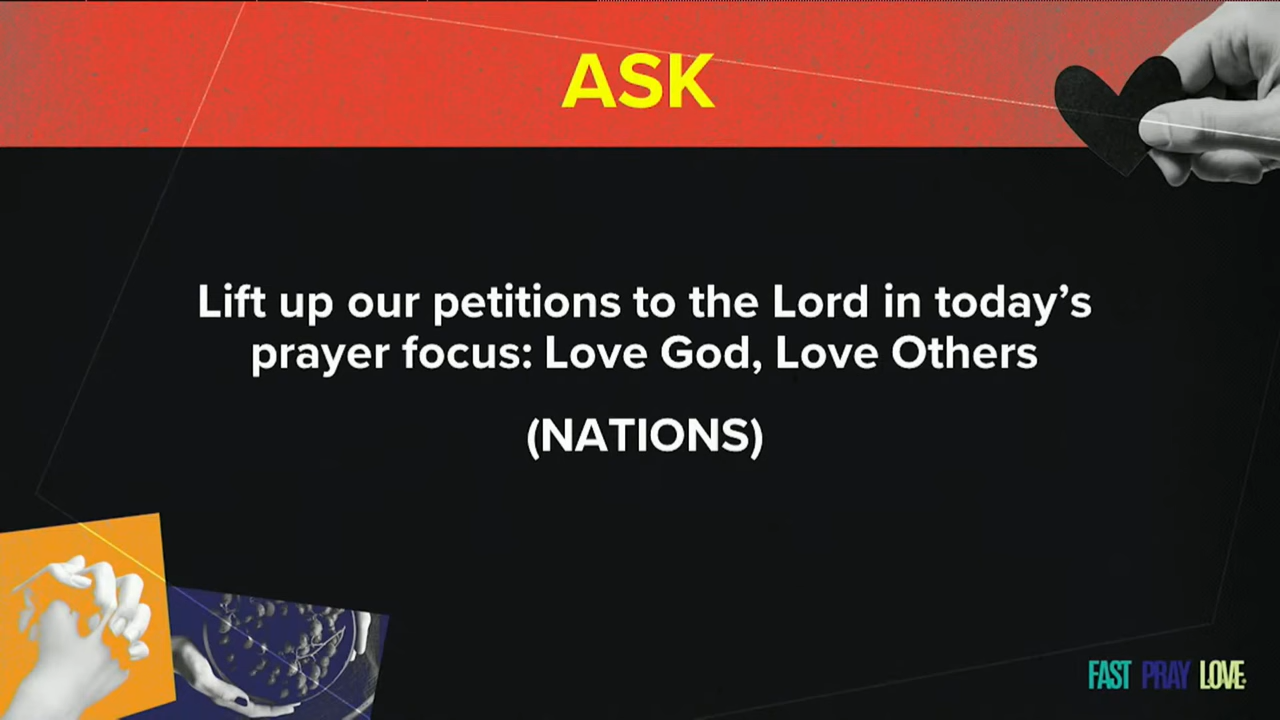 ASK
Lift up our petitions to the Lord in today’s
prayer focus: Love God, Love Others
(NATIONS)
FAST PRAY LOVE.